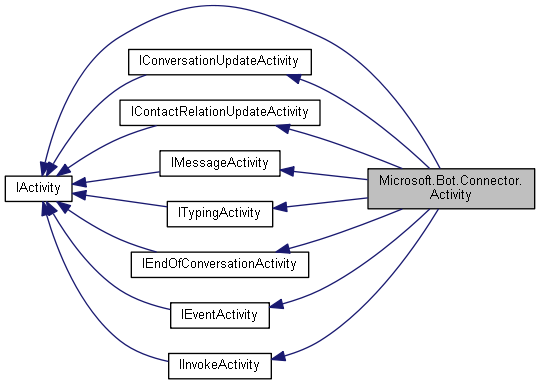 IConversationUpdateActivity
IContactRelationUpdateActivity
IMessageActivity
Microsoft.Bot.Connector.
Activity
IActivity
ITypingActivity
IEndOfConversationActivity
IEventActivity
IInvokeActivity